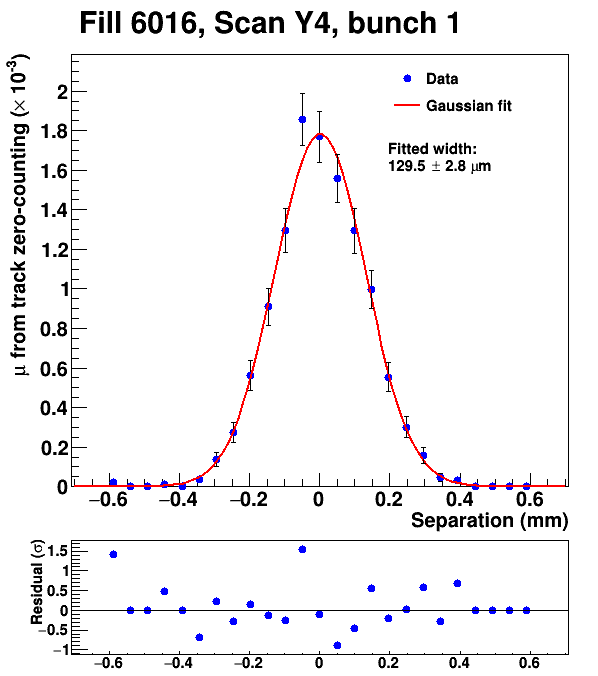 Fill 6016, Scan Y4, bunch 1
μ from track zero-counting (× 10⁻³)
2
1.8
1.6
1.4
1.2
1
0.8
0.6
0.4
0.2
0
Data
Gaussian fit
Fitted width:
129.5 ± 2.8 μm
−0.6 −0.4 −0.2 0 0.2 0.4 0.6
Separation (mm)
Residual (σ)
1.5
1
0.5
0
−0.5
−1
−0.6 −0.4 −0.2 0 0.2 0.4 0.6